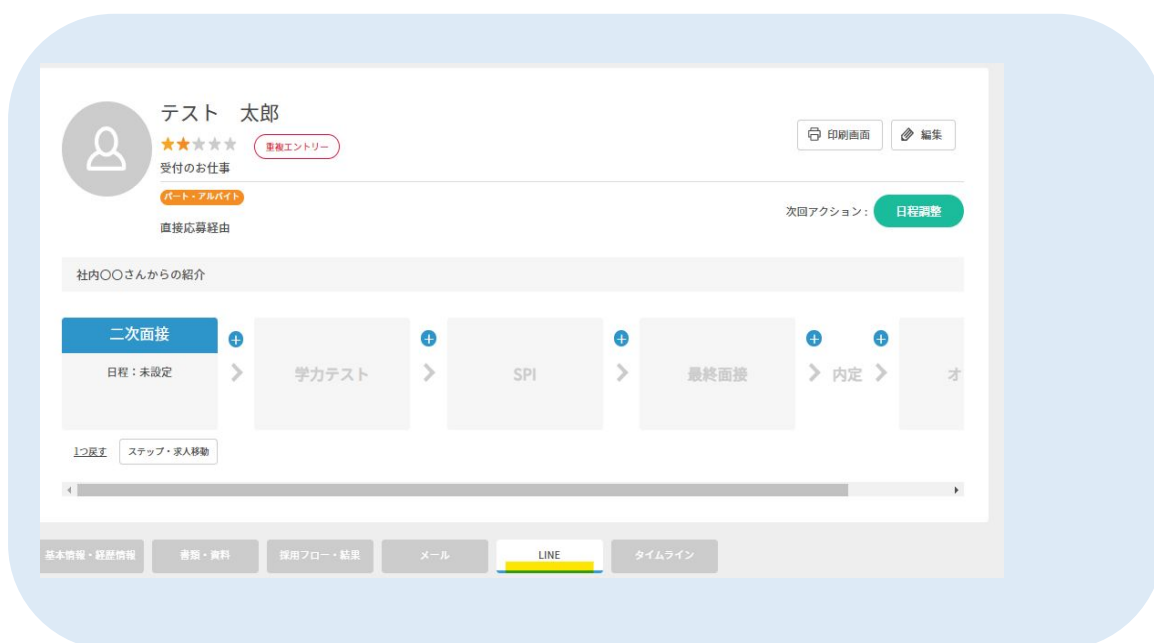 テスト　太郎
重複エントリー
印刷画面
編集
受付のお仕事
パート・アルバイト
次回アクション :
日程調整
直接応募経由
社内〇〇さんからの紹介
二次面接
日程：未設定
学力テスト
SPI
最終面接
内定
オ
1つ戻す
ステップ・求人移動
基本情報・経歴情報
書類・資料
採用フロー・結果
メール
LINE
タイムライン